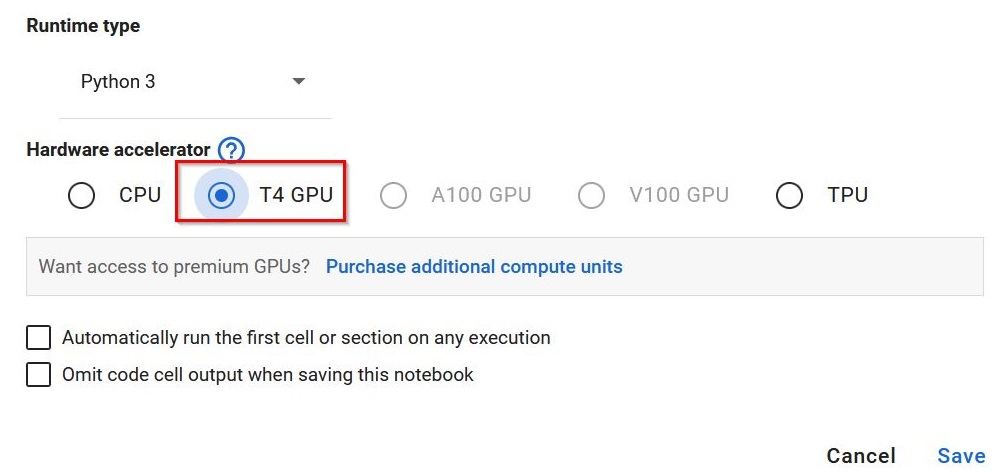 Runtime type
Python 3
Hardware accelerator ?
CPU T4 GPU A100 GPU V100 GPU TPU
Want access to premium GPUs? Purchase additional compute units
Automatically run the first cell or section on any execution
Omit code cell output when saving this notebook
Cancel Save